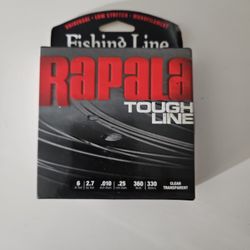 UNIVERSAL • LOW STRETCH • MONOFILAMENT
Fishing Line
RAPALA
TOUGH
LINE
6 2.7 .010 .25 360 330 CLEAR
TRANSPARENT